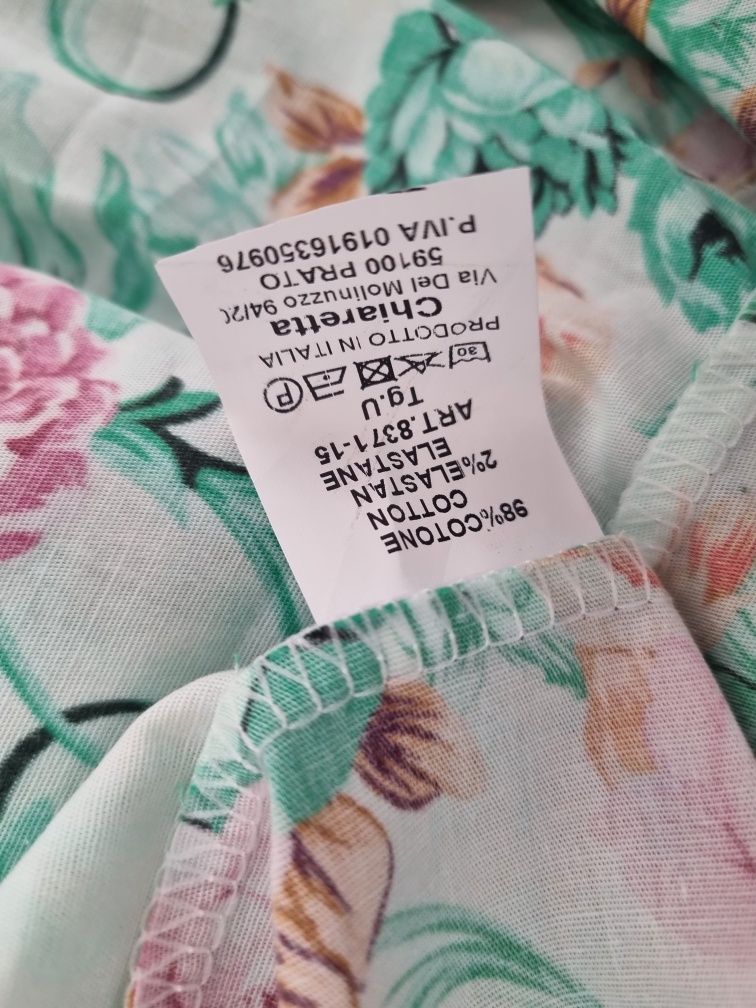 98%COTONE
COTTON
2%ELASTAN
ELASTANE
ART.8371-15
Tg.U
30
P
PRODOTTO IN ITALIA
Chiaretta
Via Del Molinuzzo 94/2
59100 PRATO
P.IVA 01916350976